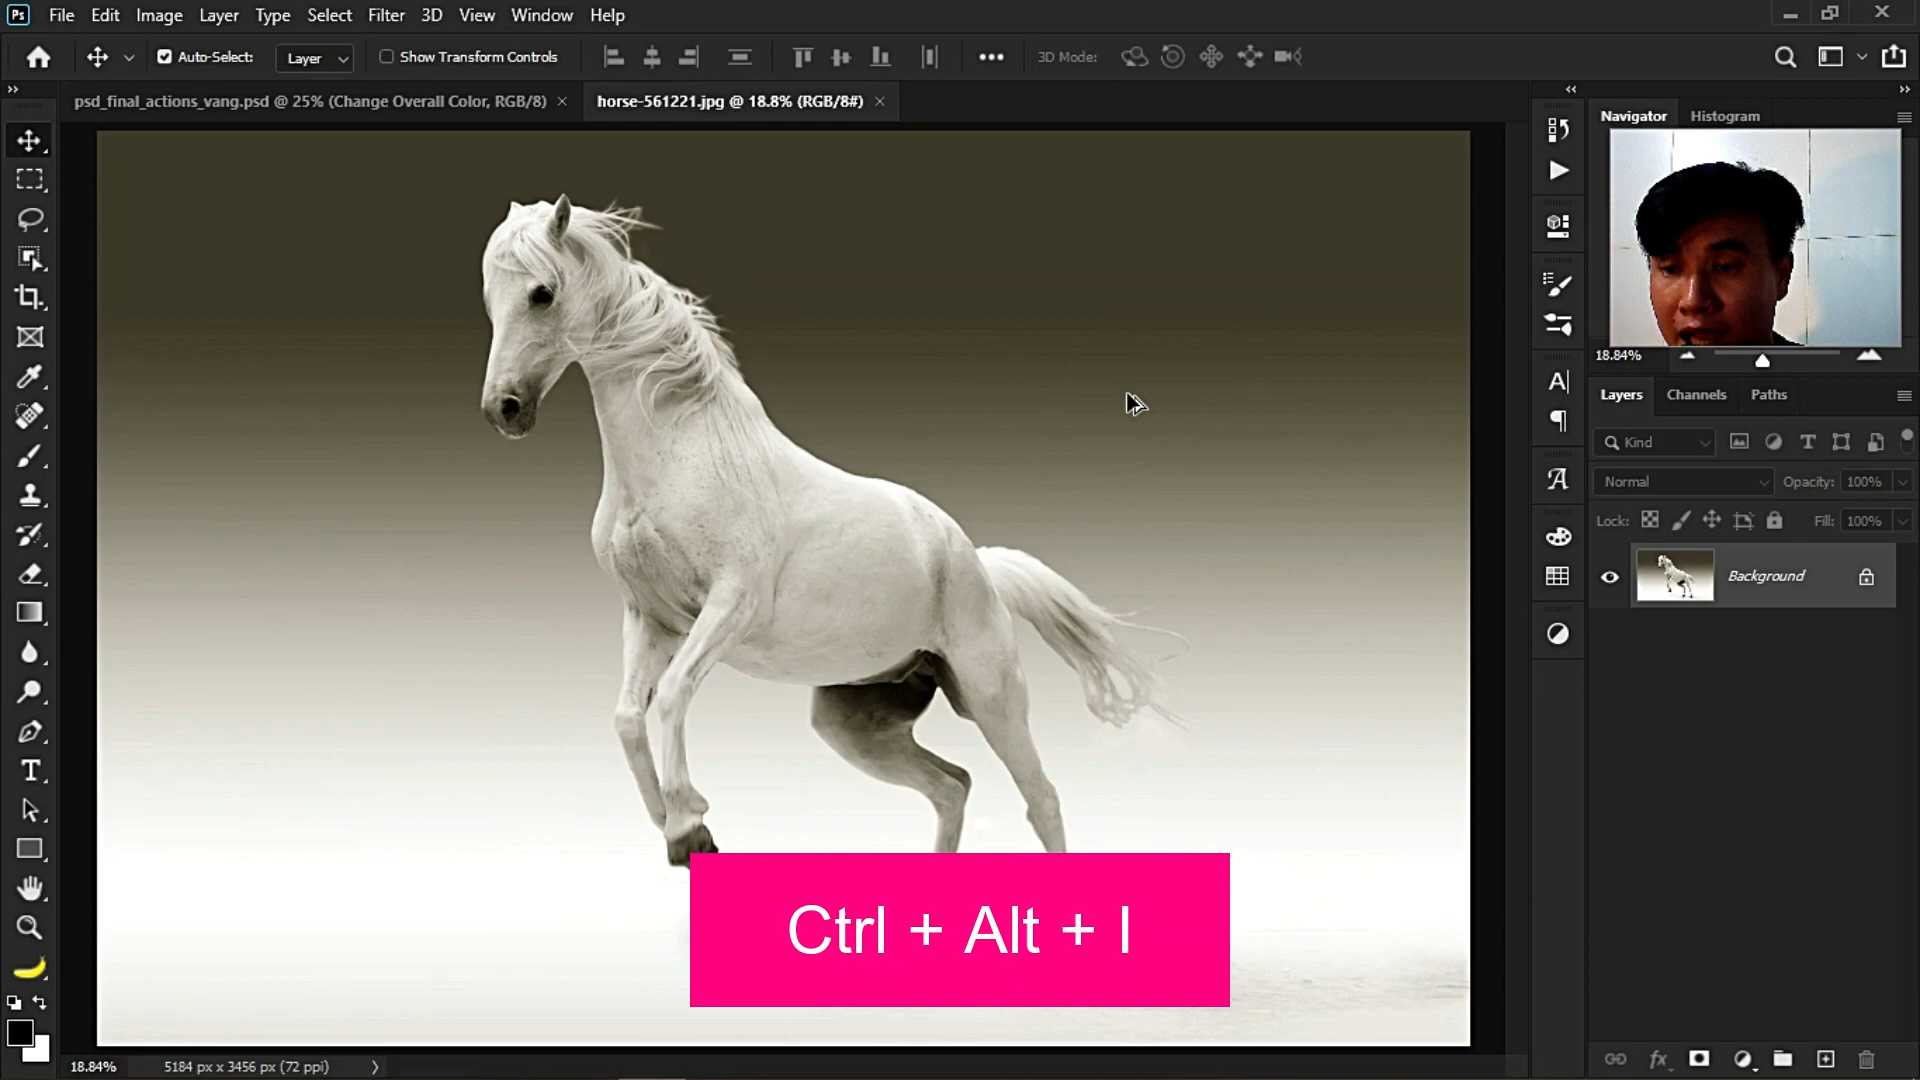 Ps File Edit Image Layer Type Select Filter 3D View Window Help
Auto-Select: Layer Show Transform Controls 3D Mode:
psd_final_actions_vang.psd @ 25% (Change Overall Color, RGB/8) × horse-561221.jpg @ 18.8% (RGB/8#) ×
Navigator Histogram
18.84%
Layers Channels Paths
Kind
Normal Opacity: 100%
Lock: Fill: 100%
Background
Ctrl + Alt + I
18.84% 5184 px x 3456 px (72 ppi)